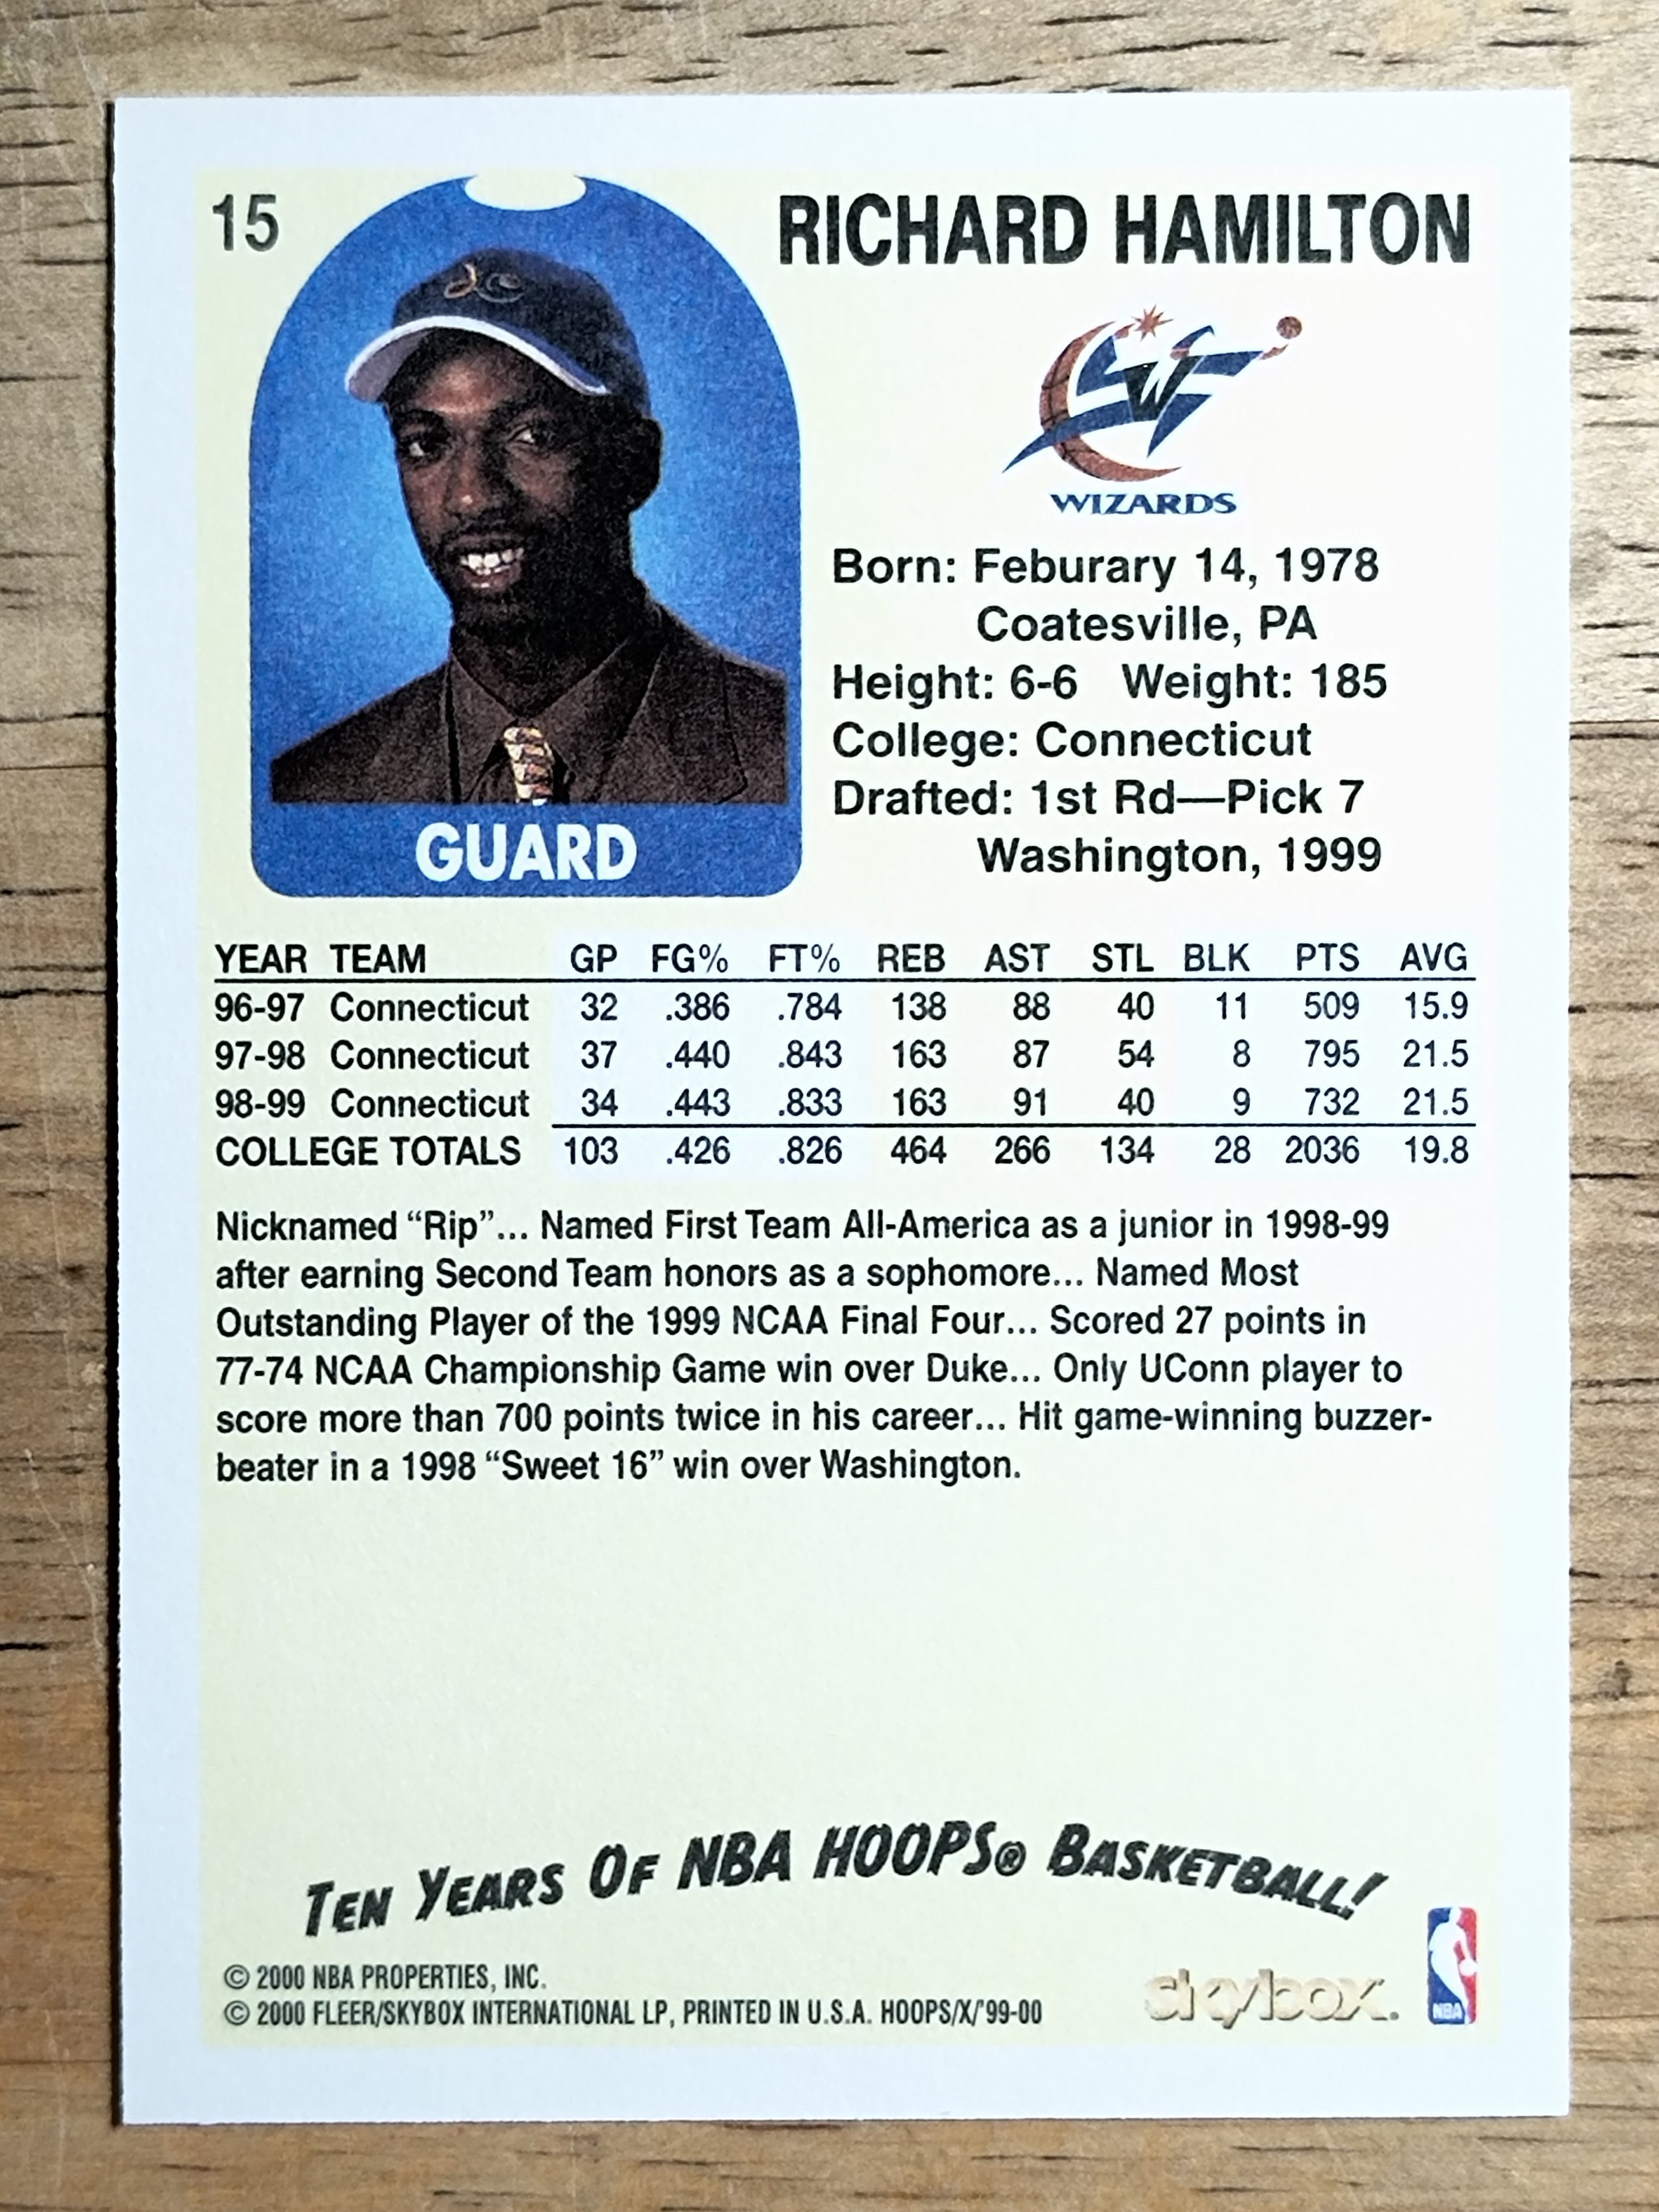 15
RICHARD HAMILTON
W
WIZARDS
Born: Feburary 14, 1978
Coatesville, PA
Height: 6-6 Weight: 185
College: Connecticut
Drafted: 1st Rd—Pick 7
Washington, 1999
GUARD
YEAR TEAM GP FG% FT% REB AST STL BLK PTS AVG
96-97 Connecticut 32 .386 .784 138 88 40 11 509 15.9
97-98 Connecticut 37 .440 .843 163 87 54 8 795 21.5
98-99 Connecticut 34 .443 .833 163 91 40 9 732 21.5
COLLEGE TOTALS 103 .426 .826 464 266 134 28 2036 19.8
Nicknamed “Rip”... Named First Team All-America as a junior in 1998-99
after earning Second Team honors as a sophomore... Named Most
Outstanding Player of the 1999 NCAA Final Four... Scored 27 points in
77-74 NCAA Championship Game win over Duke... Only UConn player to
score more than 700 points twice in his career... Hit game-winning buzzer-
beater in a 1998 “Sweet 16” win over Washington.
TEN YEARS OF NBA HOOPS® BASKETBALL!
© 2000 NBA PROPERTIES, INC.
© 2000 FLEER/SKYBOX INTERNATIONAL LP, PRINTED IN U.S.A. HOOPS/X/'99-00
skybox.
NBA